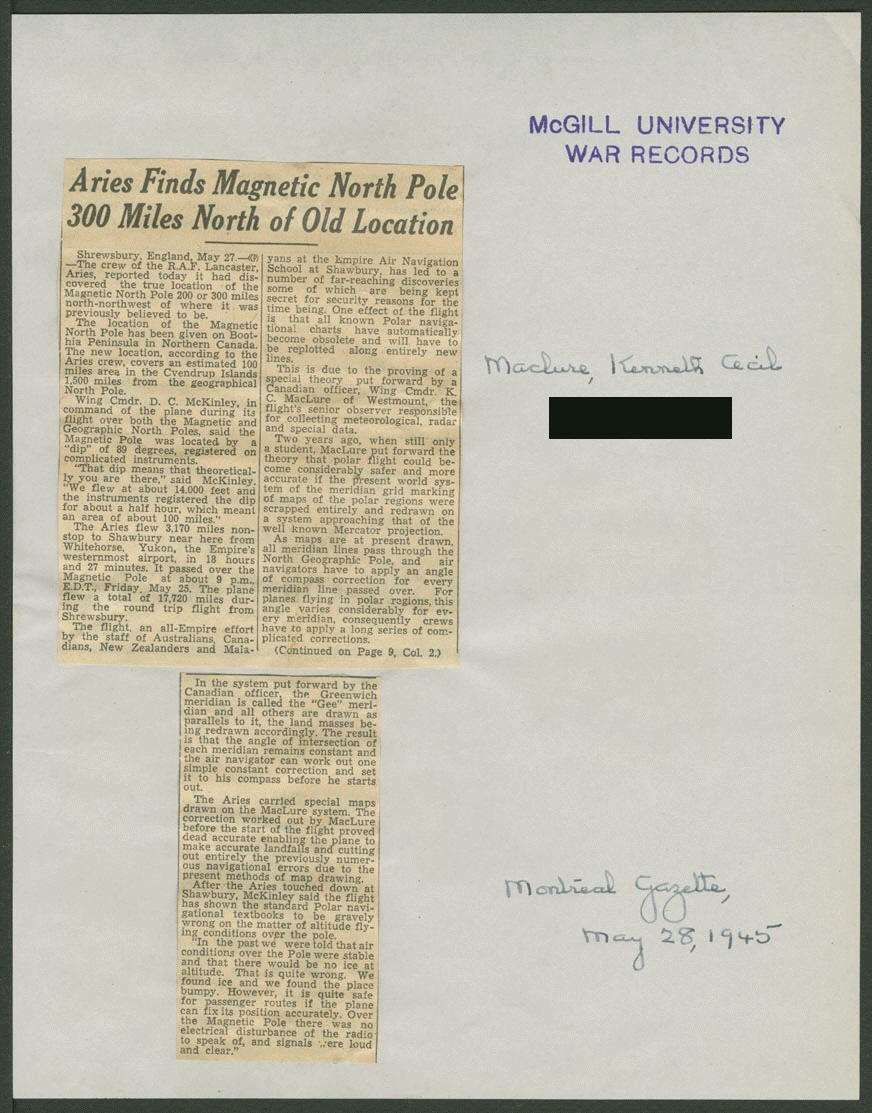 McGILL UNIVERSITY
WAR RECORDS
Aries Finds Magnetic North Pole
300 Miles North of Old Location
Shrewsbury, England, May 27.—(CP)
—The crew of the R.A.F. Lancaster,
Aries, reported today it had dis-
covered the true location of the
Magnetic North Pole 200 or 300 miles
north-northwest of where it was
previously believed to be.
The location of the Magnetic
North Pole has been given on Boot-
hia Peninsula in Northern Canada.
The new location, according to the
Aries crew, covers an estimated 100
miles area in the Cvendrup Islands
1,500 miles from the geographical
North Pole.
Wing Cmdr. D. C. McKinley, in
command of the plane during its
flight over both the Magnetic and
Geographic North Poles, said the
Magnetic Pole was located by a
"dip" of 89 degrees, registered on
complicated instruments.
"That dip means that theoretical-
ly you are there," said McKinley.
"We flew at about 14,000 feet and
the instruments registered the dip
for about a half hour, which meant
an area of about 100 miles."
The Aries flew 3,170 miles non-
stop to Shawbury near here from
Whitehorse, Yukon, the Empire's
westernmost airport, in 18 hours
and 27 minutes. It passed over the
Magnetic Pole at about 9 p.m.,
E.D.T., Friday, May 25. The plane
flew a total of 17,720 miles dur-
ing the round trip flight from
Shrewsbury.
The flight, an all-Empire effort
by the staff of Australians, Cana-
dians, New Zealanders and Mala-
yans at the Empire Air Navigation
School at Shawbury, has led to a
number of far-reaching discoveries
some of which are being kept
secret for security reasons for the
time being. One effect of the flight
is that all known Polar naviga-
tional charts have automatically
become obsolete and will have to
be replotted along entirely new
lines.
This is due to the proving of a
special theory put forward by a
Canadian officer, Wing Cmdr. K.
C. MacLure of Westmount, the
flight's senior observer responsible
for collecting meteorological, radar
and special data.
Two years ago, when still only
a student, MacLure put forward the
theory that polar flight could be-
come considerably safer and more
accurate if the present world sys-
tem of the meridian grid marking
of maps of the polar regions were
scrapped entirely and redrawn on
a system approaching that of the
well known Mercator projection.
As maps are at present drawn,
all meridian lines pass through the
North Geographic Pole, and air
navigators have to apply an angle
of compass correction for every
meridian line passed over. For
planes flying in polar regions, this
angle varies considerably for ev-
ery meridian, consequently crews
have to apply a long series of com-
plicated corrections.
(Continued on Page 9, Col. 2.)
In the system put forward by the
Canadian officer, the Greenwich
meridian is called the "Gee" meri-
dian and all others are drawn as
parallels to it, the land masses be-
ing redrawn accordingly. The result
is that the angle of intersection of
each meridian remains constant and
the air navigator can work out one
simple constant correction and set
it to his compass before he starts
out.
The Aries carried special maps
drawn on the MacLure system. The
correction worked out by MacLure
before the start of the flight proved
dead accurate enabling the plane to
make accurate landfalls and cutting
out entirely the previously numer-
ous navigational errors due to the
present methods of map drawing.
After the Aries touched down at
Shawbury, McKinley said the flight
has shown the standard Polar navi-
gational textbooks to be gravely
wrong on the matter of altitude fly-
ing conditions over the pole.
"In the past we were told that air
conditions over the Pole were stable
and that there would be no ice at
altitude. That is quite wrong. We
found ice and we found the place
bumpy. However, it is quite safe
for passenger routes if the plane
can fix its position accurately. Over
the Magnetic Pole there was no
electrical disturbance of the radio
to speak of, and signals were loud
and clear."
Maclure, Kenneth Cecil
Montreal Gazette,
May 28, 1945